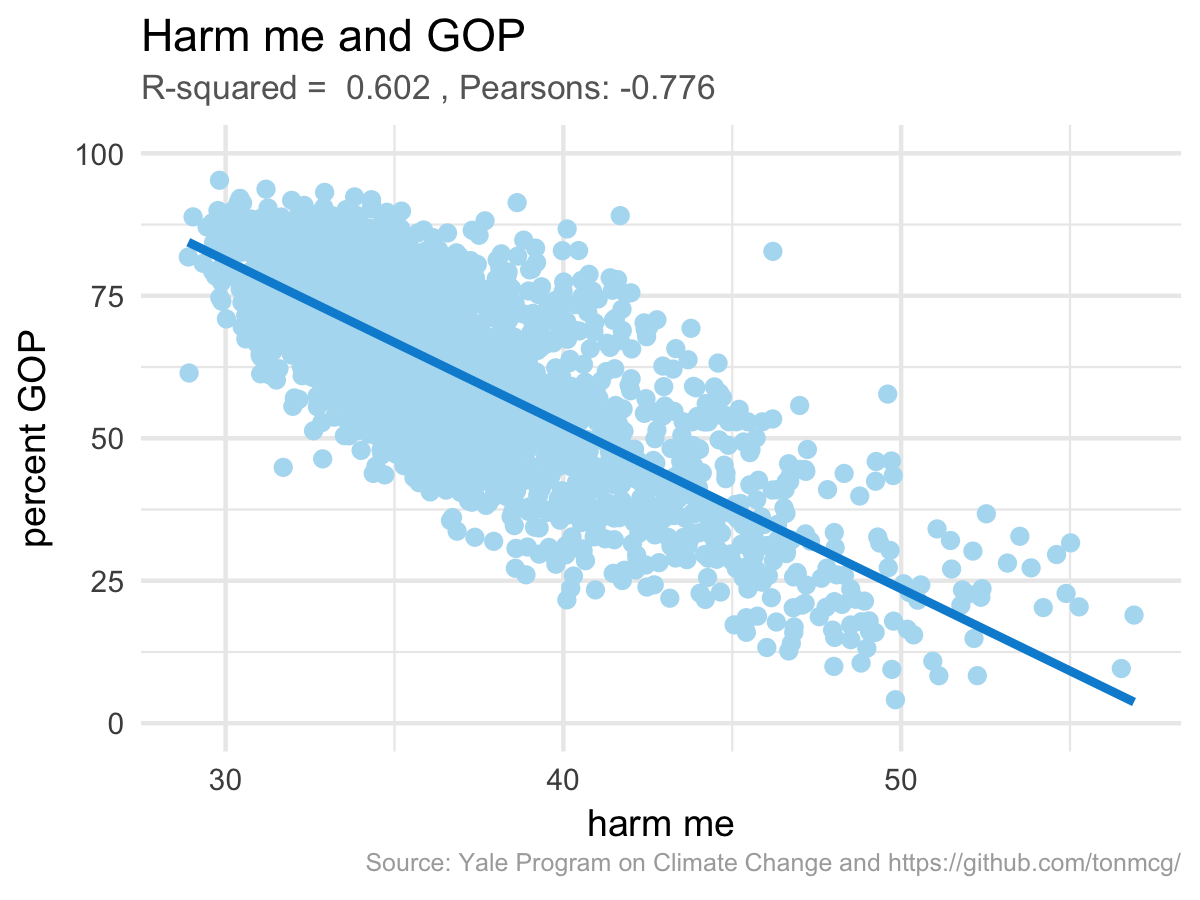 Harm me and GOP
R-squared =  0.602 , Pearsons: -0.776
100
75
50
25
0
percent GOP
30 40 50
harm me
Source: Yale Program on Climate Change and https://github.com/tonmcg/